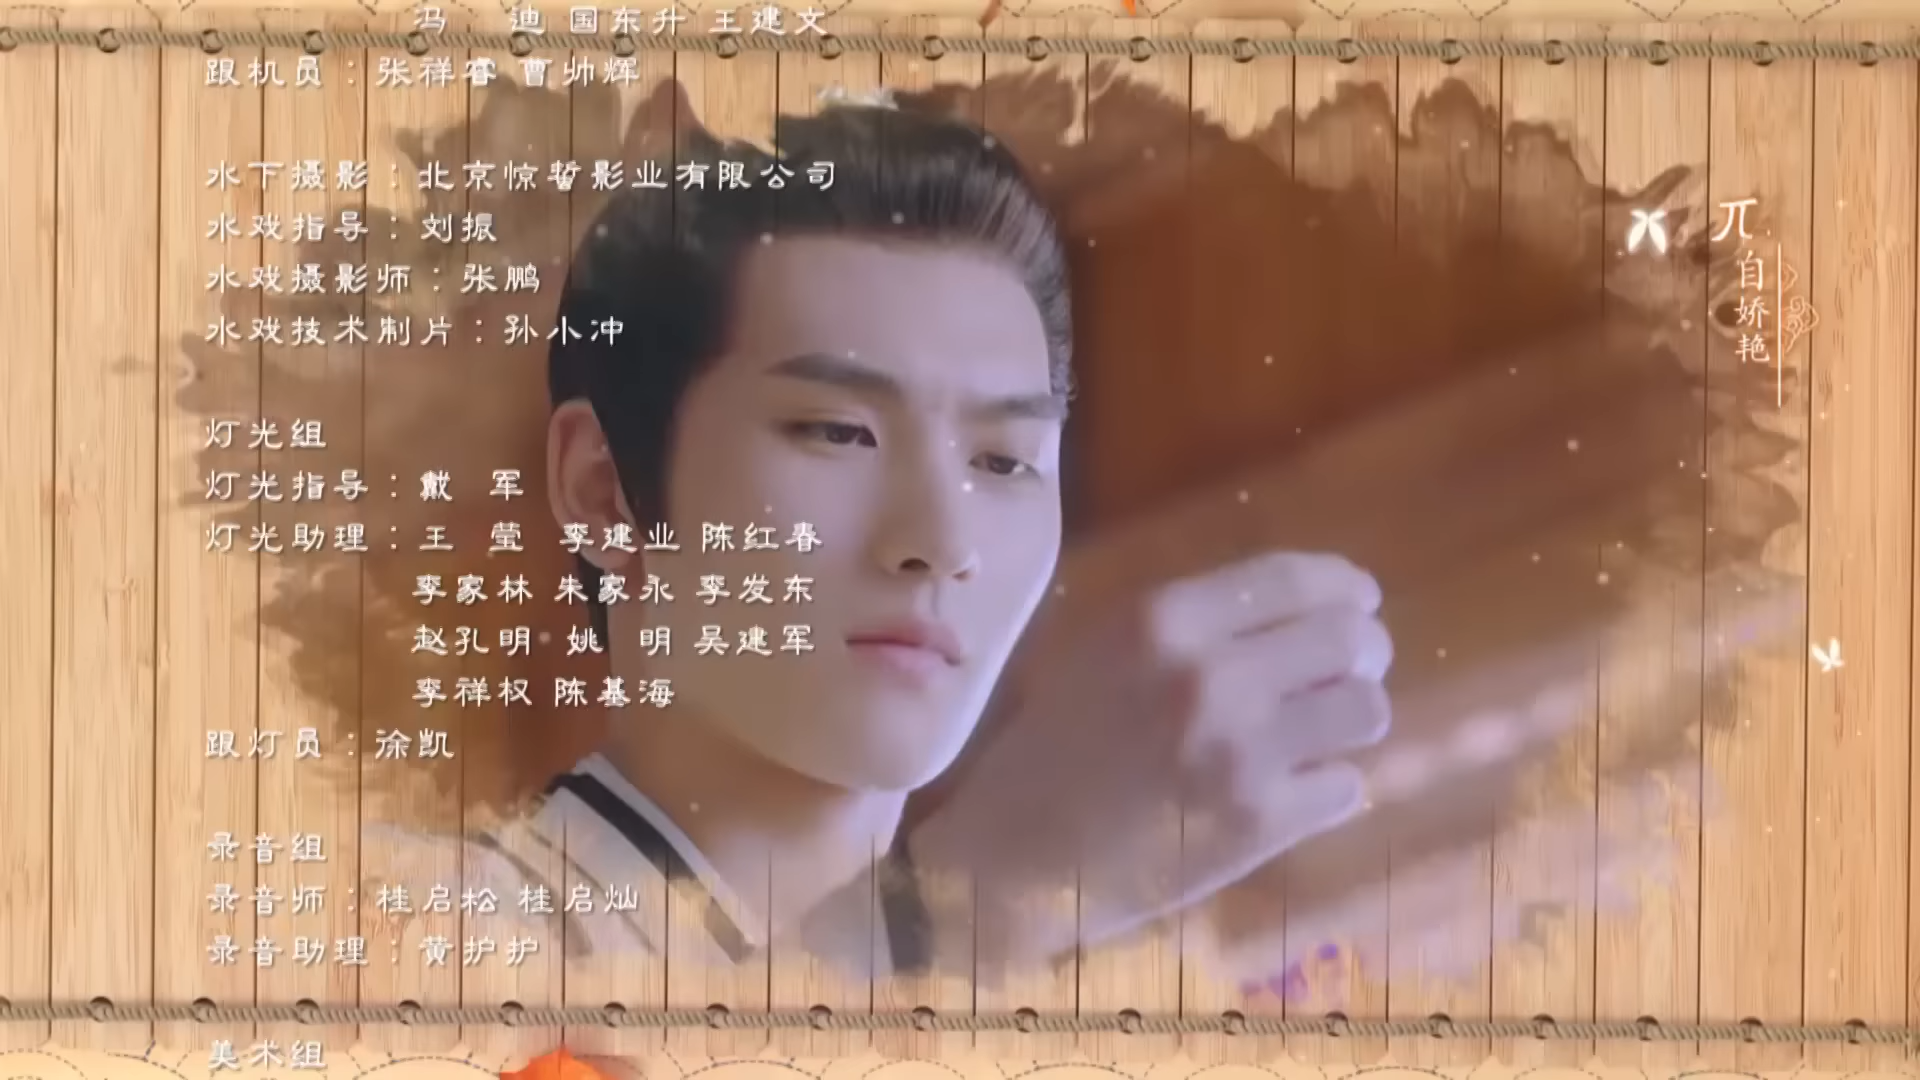 冯 迪 国东升 王建文
跟机员：张祥睿 曹帅辉
水下摄影：北京惊蜇影业有限公司
水戏指导：刘振
水戏摄影师：张鹏
水戏技术制片：孙小冲
灯光组
灯光指导：戴 军
灯光助理：王 莹 李建业 陈红春
李家林 朱家永 李发东
赵孔明 姚 明 吴建军
李祥权 陈基海
跟灯员：徐凯
录音组
录音师：桂启松 桂启灿
录音助理：黄护护
美术组
兀
自
娇
艳